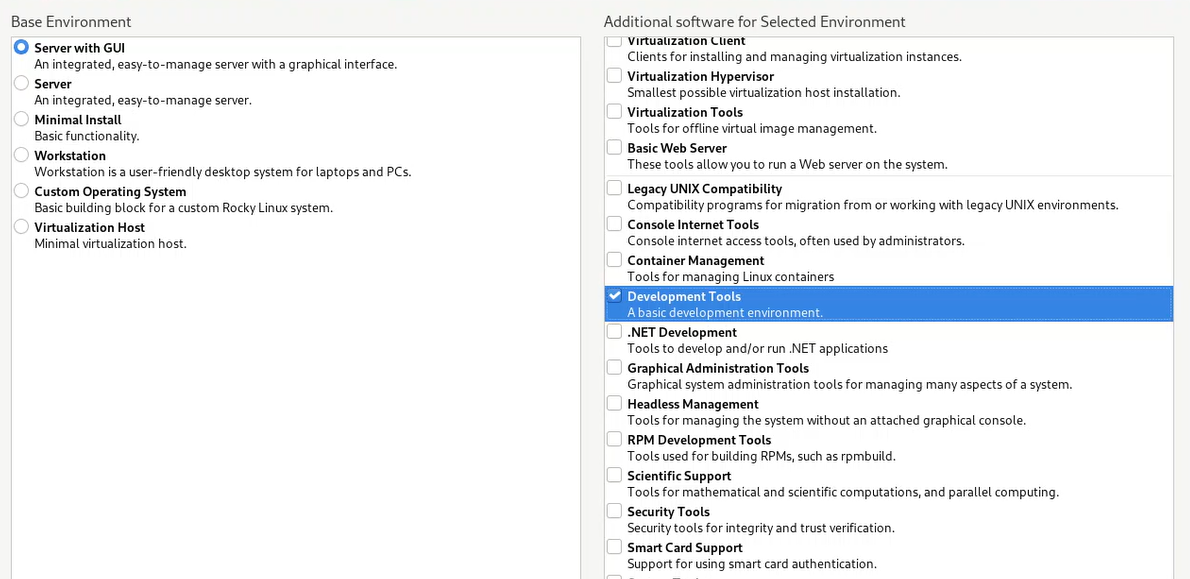 Base Environment
Server with GUI
An integrated, easy-to-manage server with a graphical interface.
Server
An integrated, easy-to-manage server.
Minimal Install
Basic functionality.
Workstation
Workstation is a user-friendly desktop system for laptops and PCs.
Custom Operating System
Basic building block for a custom Rocky Linux system.
Virtualization Host
Minimal virtualization host.
Additional software for Selected Environment
Virtualization Client
Clients for installing and managing virtualization instances.
Virtualization Hypervisor
Smallest possible virtualization host installation.
Virtualization Tools
Tools for offline virtual image management.
Basic Web Server
These tools allow you to run a Web server on the system.
Legacy UNIX Compatibility
Compatibility programs for migration from or working with legacy UNIX environments.
Console Internet Tools
Console internet access tools, often used by administrators.
Container Management
Tools for managing Linux containers
Development Tools
A basic development environment.
.NET Development
Tools to develop and/or run .NET applications
Graphical Administration Tools
Graphical system administration tools for managing many aspects of a system.
Headless Management
Tools for managing the system without an attached graphical console.
RPM Development Tools
Tools used for building RPMs, such as rpmbuild.
Scientific Support
Tools for mathematical and scientific computations, and parallel computing.
Security Tools
Security tools for integrity and trust verification.
Smart Card Support
Support for using smart card authentication.